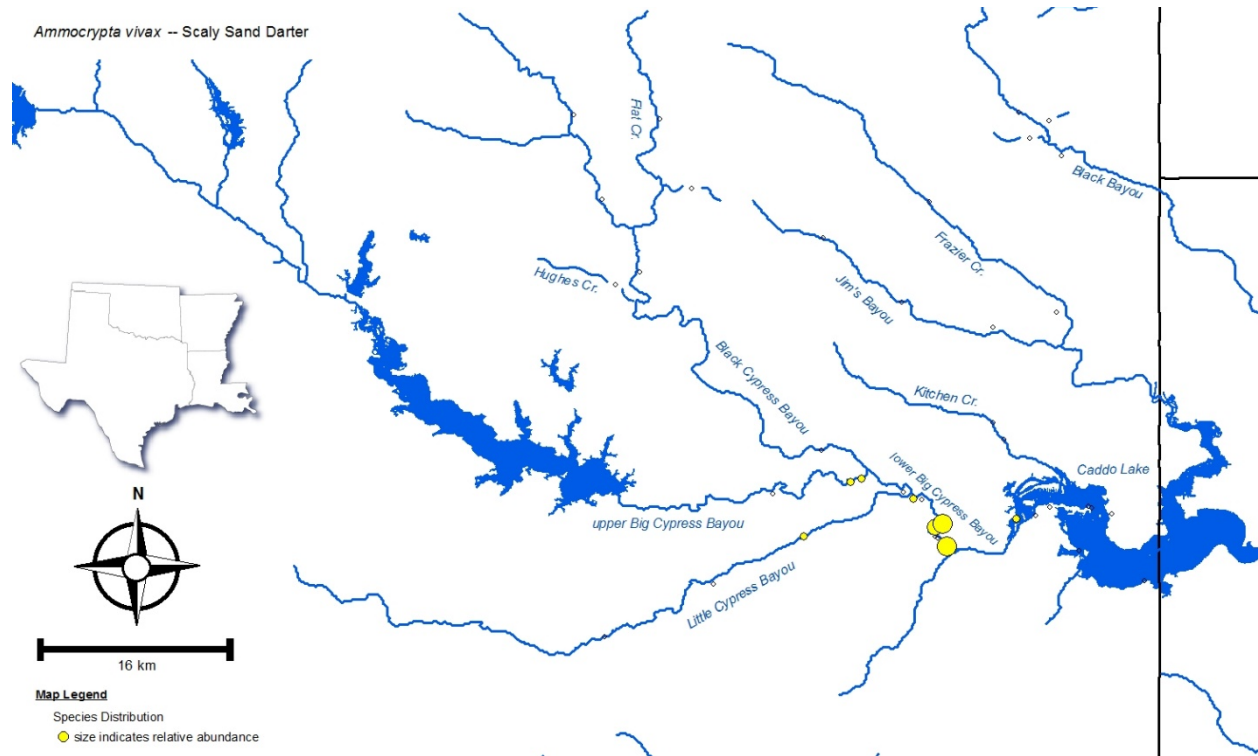 Ammocrypta vivax -- Scaly Sand Darter
Flat Cr.
Black Bayou
Frazier Cr.
Hughes Cr.
Jim's Bayou
Black Cypress Bayou
Kitchen Cr.
Caddo Lake
lower Big Cypress Bayou
upper Big Cypress Bayou
Little Cypress Bayou
N
16 km
Map Legend
Species Distribution
size indicates relative abundance